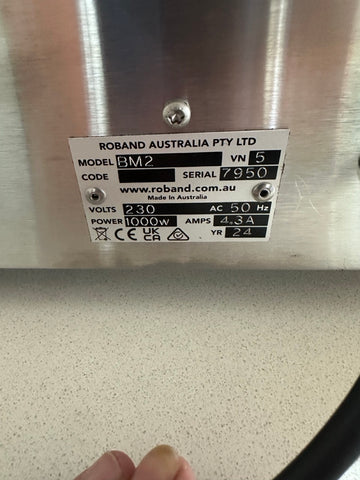 ROBAND AUSTRALIA PTY LTD
MODEL BM2 VN 5
CODE SERIAL 7950
www.roband.com.au
Made In Australia
VOLTS 230 AC 50 Hz
POWER 1000w AMPS 4.3A
CE UK CA YR 24